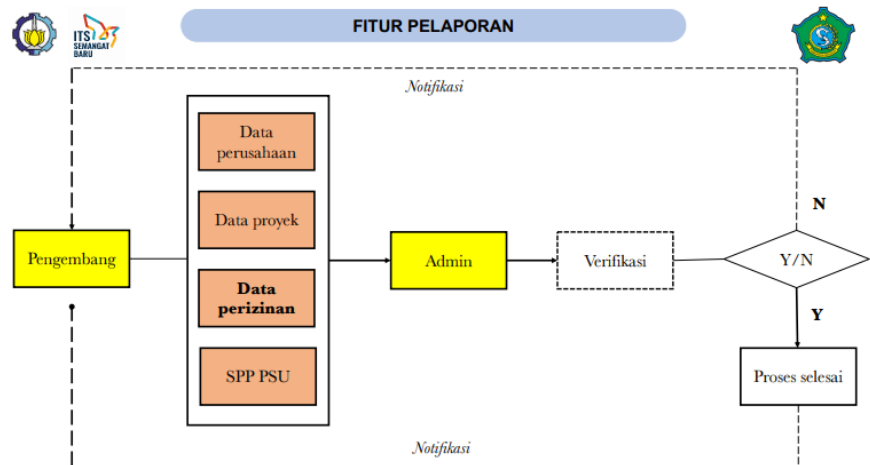 FITUR PELAPORAN
ITS
SEMANGAT
BARU
Notifikasi
Data
perusahaan
Data proyek
Data
perizinan
SPP PSU
Pengembang
Admin
Verifikasi
Y/N
N
Y
Proses selesai
Notifikasi